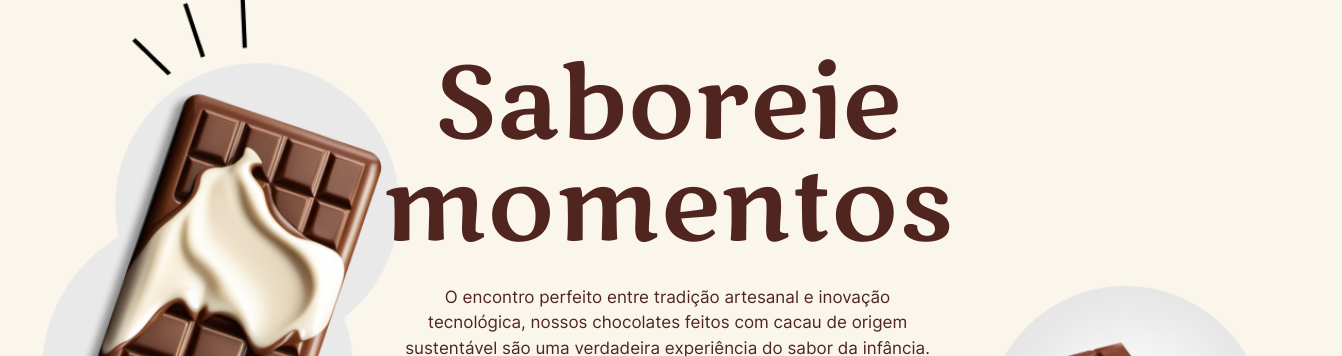 Saboreie
momentos
O encontro perfeito entre tradição artesanal e inovação
tecnológica, nossos chocolates feitos com cacau de origem
sustentável são uma verdadeira experiência do sabor da infância.